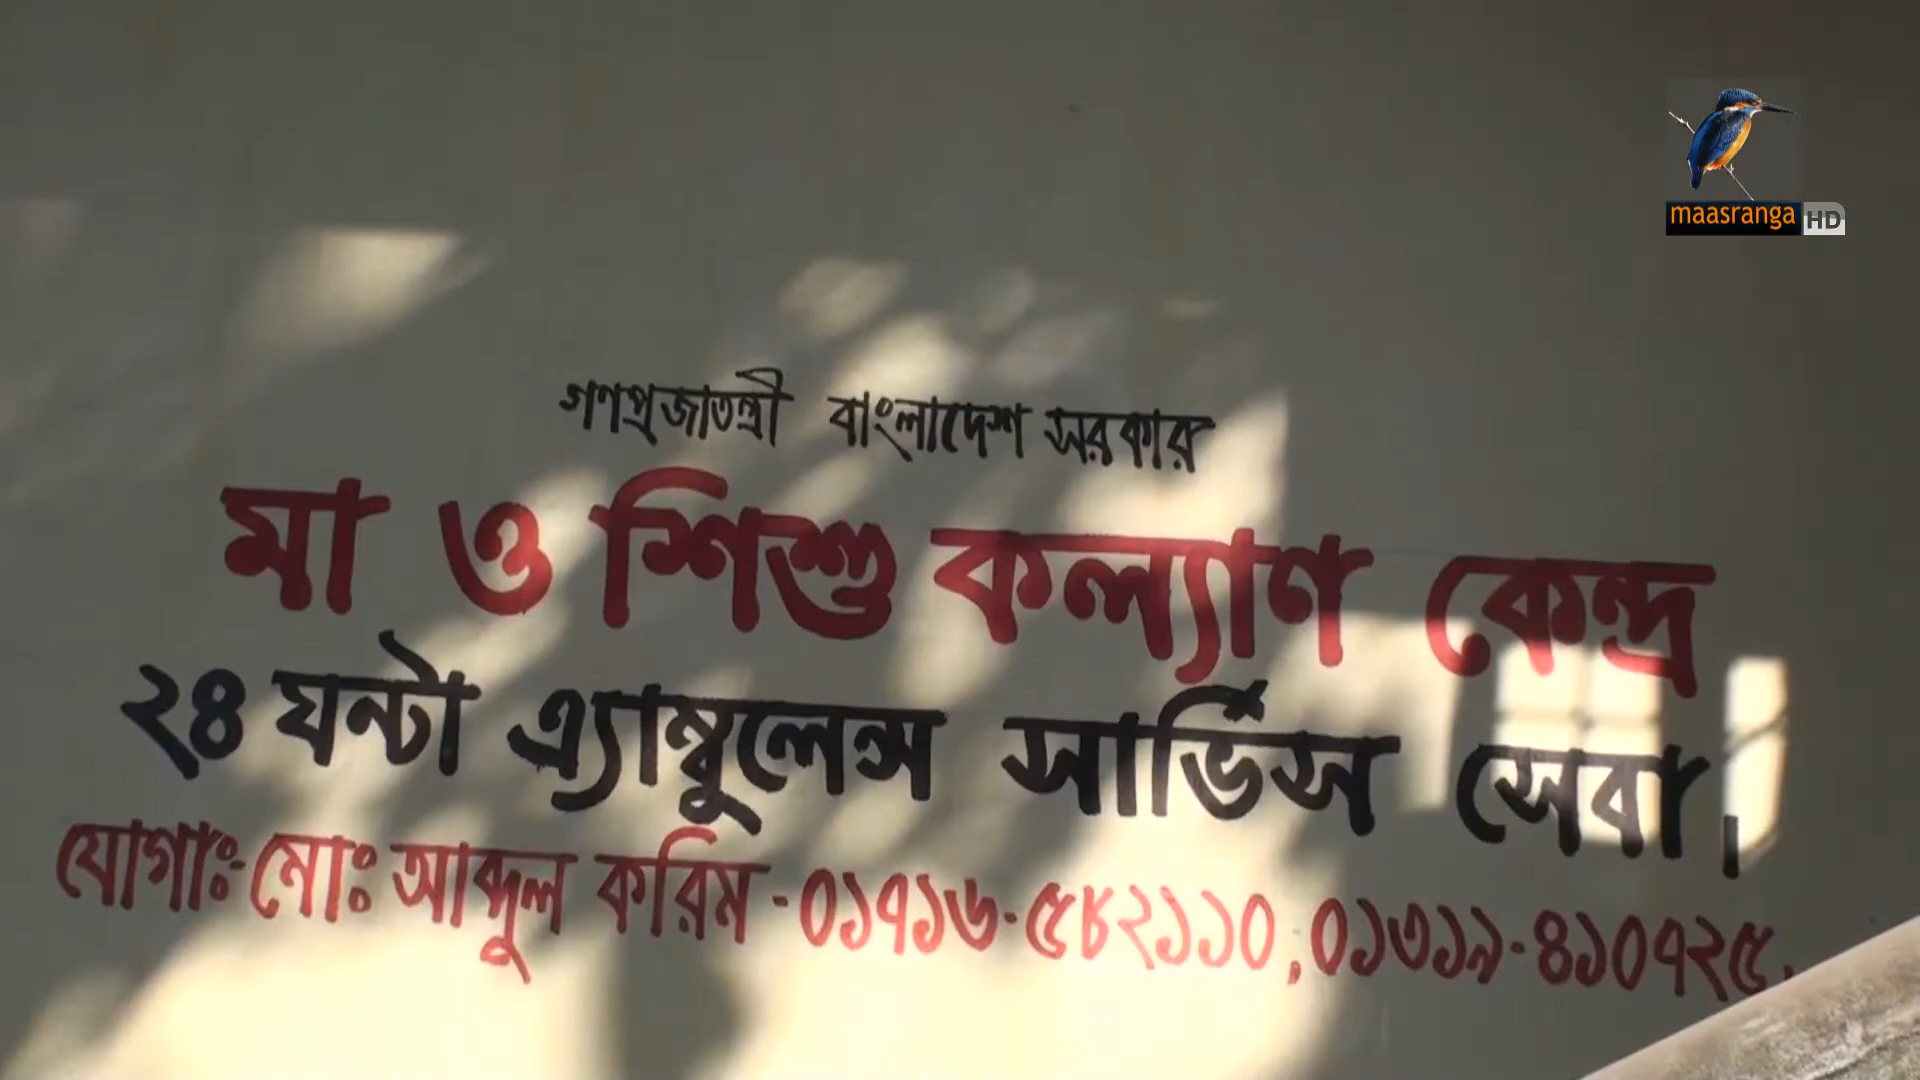 maasranga HD
গণপ্রজাতন্ত্রী বাংলাদেশ সরকার
মা ও শিশু কল্যাণ কেন্দ্র
২৪ ঘন্টা এ্যাম্বুলেন্স সার্ভিস সেবা।
যোগাঃ- মোঃ আব্দুল করিম - ০১৭১৬-৫৮২১১০, ০১৩১৯-৪১০৭২৫.